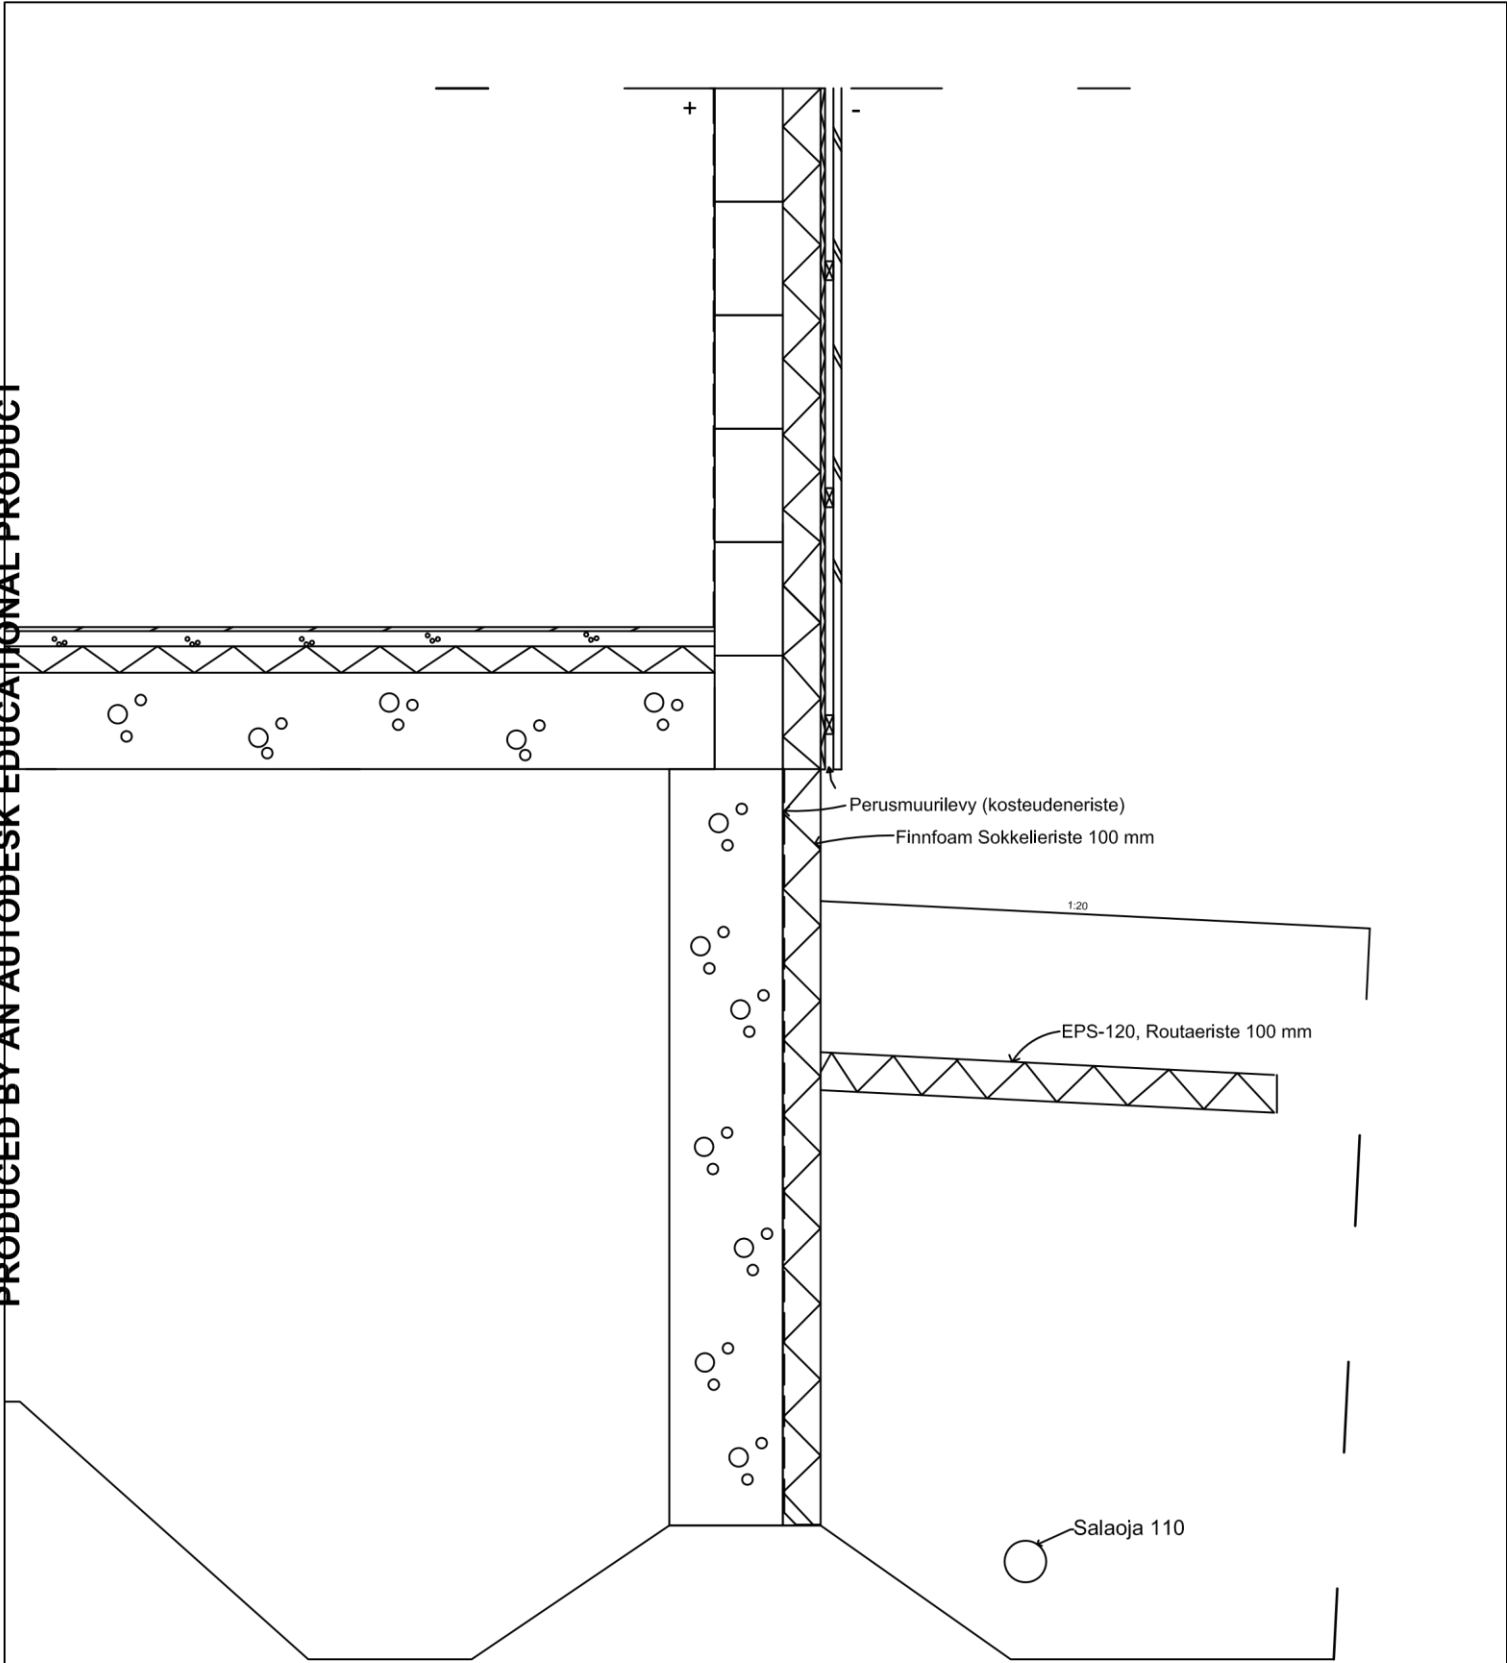 +
-
PRODUCED BY AN AUTODESK EDUCATIONAL PRODUCT
Perusmuurilevy (kosteudeneriste)
Finnfoam Sokkelieriste 100 mm
1:20
EPS-120, Routaeriste 100 mm
Salaoja 110